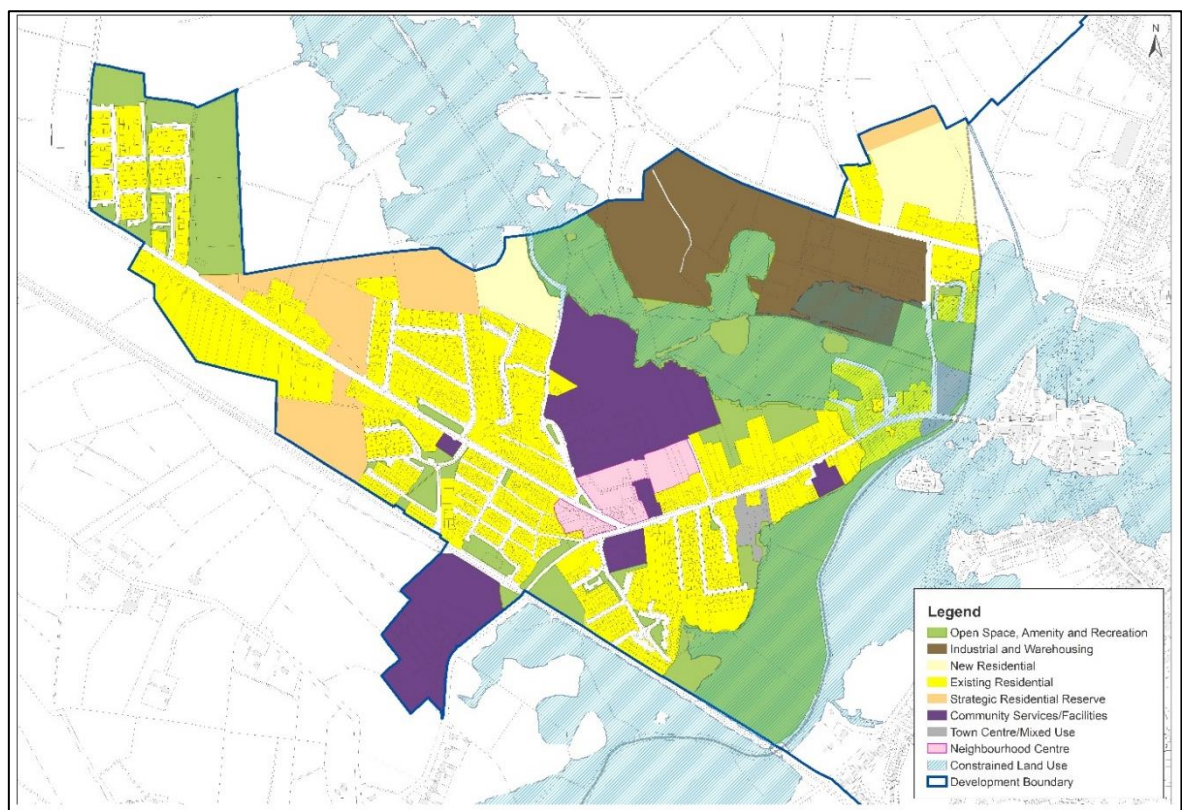 N
Legend
Open Space, Amenity and Recreation
Industrial and Warehousing
New Residential
Existing Residential
Strategic Residential Reserve
Community Services/Facilities
Town Centre/Mixed Use
Neighbourhood Centre
Constrained Land Use
Development Boundary